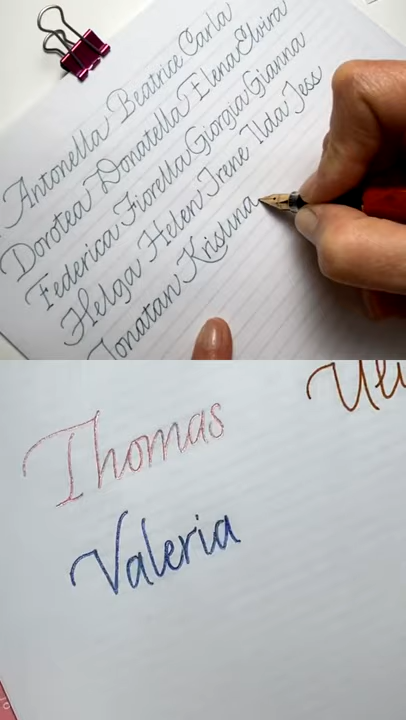 Antonella Beatrice Carla
Dorotea Donatella Elena Elvira
Federica Fiorella Giorgia Gianna
Helga Helen Irene Ilda Jess
Jonatan Kristina
Thomas
Valeria